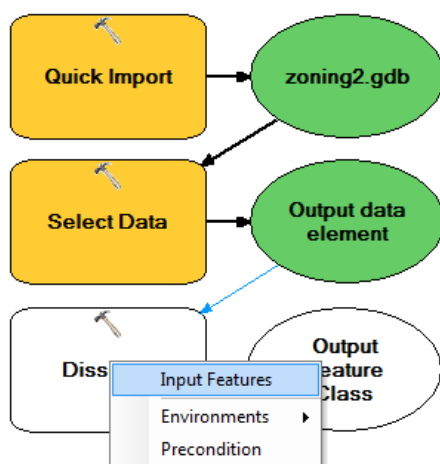 Quick Import
zoning2.gdb
Select Data
Output data
element
Diss
Output
eature
Class
Input Features
Environments
Precondition